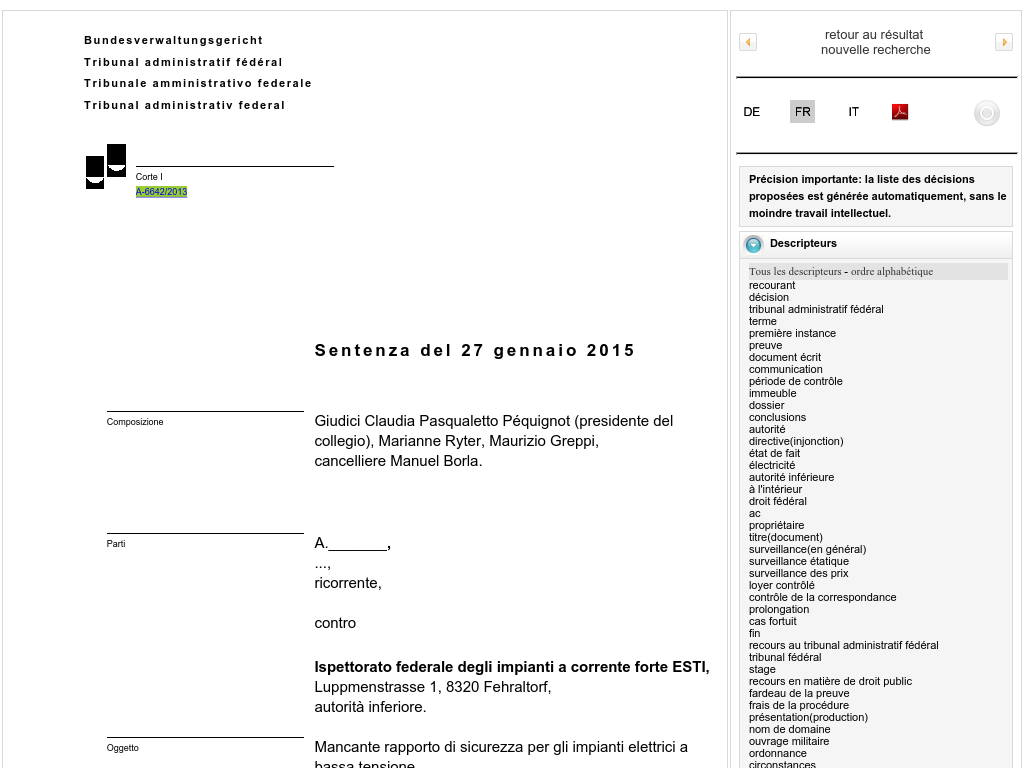 Bundesverwaltungsgericht
Tribunal administratif fédéral
Tribunale amministrativo federale
Tribunal administrativ federal
Corte I
A-6642/2013
Sentenza del 27 gennaio 2015
Composizione
Giudici Claudia Pasqualetto Péquignot (presidente del
collegio), Marianne Ryter, Maurizio Greppi,
cancelliere Manuel Borla.
Parti
A._______,
...,
ricorrente,
contro
Ispettorato federale degli impianti a corrente forte ESTI,
Luppmenstrasse 1, 8320 Fehraltorf,
autorità inferiore.
Oggetto
Mancante rapporto di sicurezza per gli impianti elettrici a
bassa tensione
retour au résultat
nouvelle recherche
DE FR IT
Précision importante: la liste des décisions
proposées est générée automatiquement, sans le
moindre travail intellectuel.
Descripteurs
Tous les descripteurs - ordre alphabétique
recourant
décision
tribunal administratif fédéral
terme
première instance
preuve
document écrit
communication
période de contrôle
immeuble
dossier
conclusions
autorité
directive(injonction)
état de fait
électricité
autorité inférieure
à l'intérieur
droit fédéral
ac
propriétaire
titre(document)
surveillance(en général)
surveillance étatique
surveillance des prix
loyer contrôlé
contrôle de la correspondance
prolongation
cas fortuit
fin
recours au tribunal administratif fédéral
tribunal fédéral
stage
recours en matière de droit public
fardeau de la preuve
frais de la procédure
présentation(production)
nom de domaine
ouvrage militaire
ordonnance
circonstances